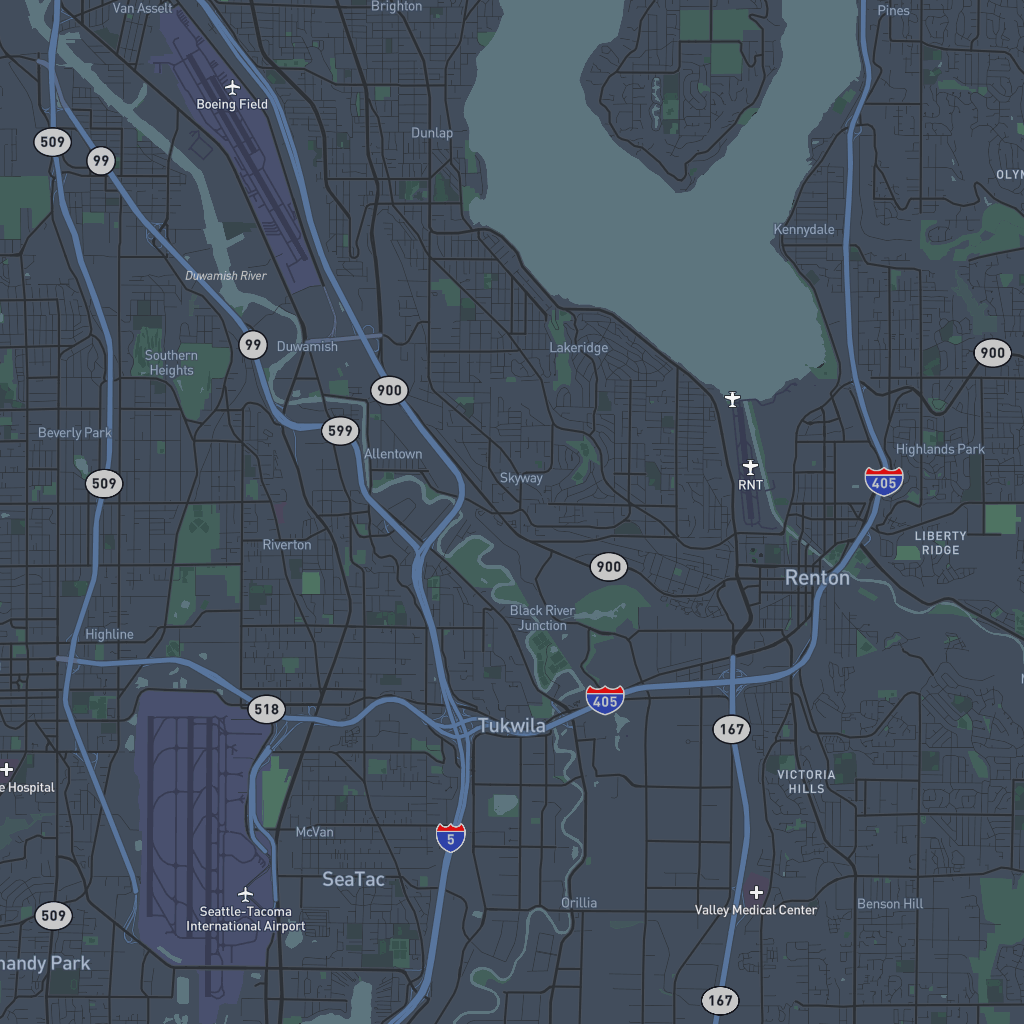 Van Asselt
Brighton
Pines
Boeing Field
Dunlap
509
99
OLYM
Kennydale
Duwamish River
Duwamish
99
Lakeridge
900
Southern
Heights
900
599
Beverly Park
Allentown
Highlands Park
Skyway
RNT
405
509
LIBERTY
RIDGE
Riverton
900
Renton
Black River
Junction
Highline
405
518
Tukwila
167
e Hospital
VICTORIA
HILLS
McVan
5
SeaTac
Seattle-Tacoma
International Airport
Orillia
Valley Medical Center
Benson Hill
509
mandy Park
167